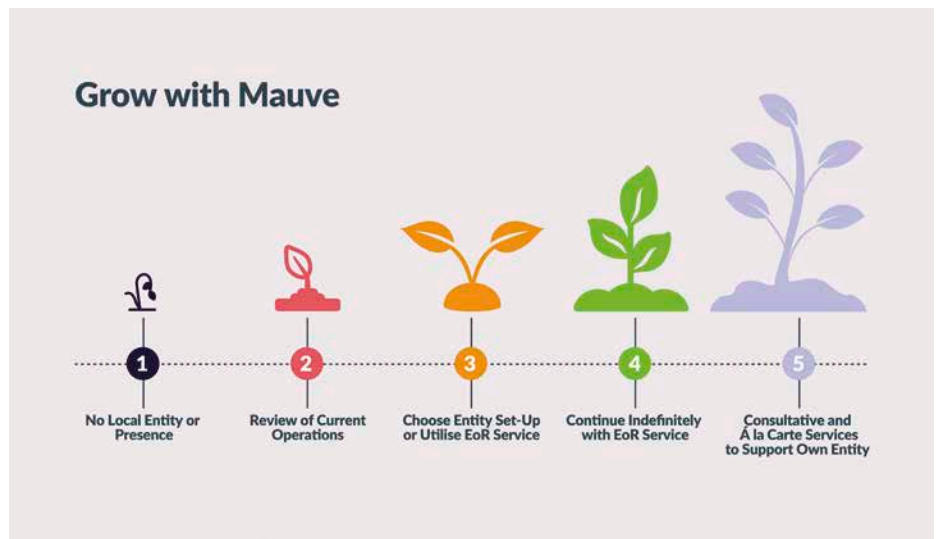 Grow with Mauve
1
2
3
4
5
No Local Entity or
Presence
Review of Current
Operations
Choose Entity Set-Up
or Utilise EoR Service
Continue Indefinitely
with EoR Service
Consultative and
Á la Carte Services
to Support Own Entity